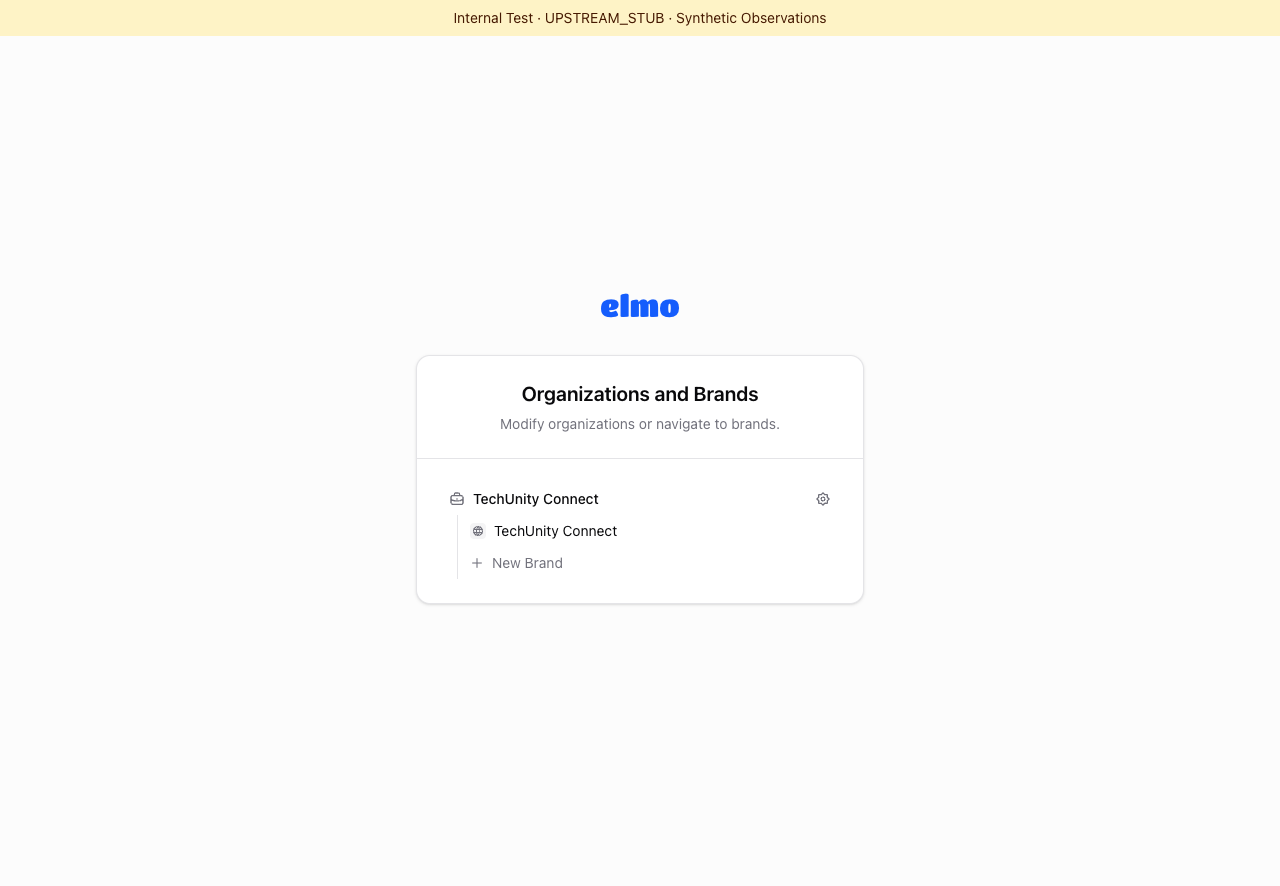 Internal Test · UPSTREAM_STUB · Synthetic Observations
elmo
Organizations and Brands
Modify organizations or navigate to brands.
TechUnity Connect
TechUnity Connect
New Brand